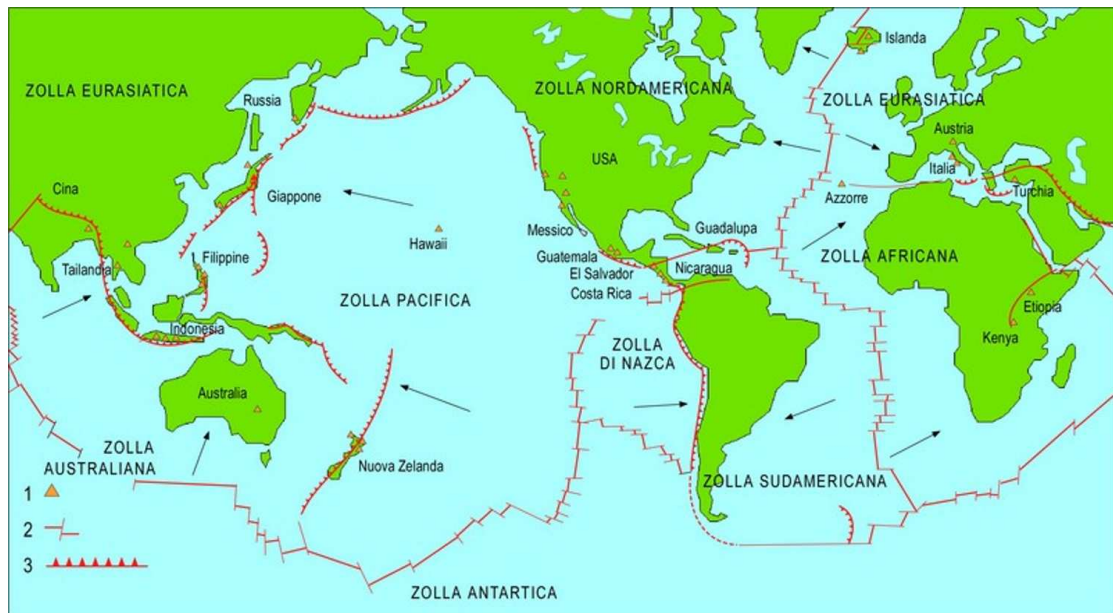 Islanda
ZOLLA EURASIATICA
ZOLLA NORDAMERICANA
ZOLLA EURASIATICA
Russia
Austria
USA
Italia
Cina
Giappone
Azzorre
Turchia
Messico
Guadalupa
Hawaii
Filippine
Guatemala
ZOLLA AFRICANA
Tailandia
El Salvador
Nicaragua
Costa Rica
ZOLLA PACIFICA
Etiopia
Indonesia
Kenya
ZOLLA
DI NAZCA
Australia
ZOLLA
AUSTRALIANA
Nuova Zelanda
ZOLLA SUDAMERICANA
1
2
3
ZOLLA ANTARTICA